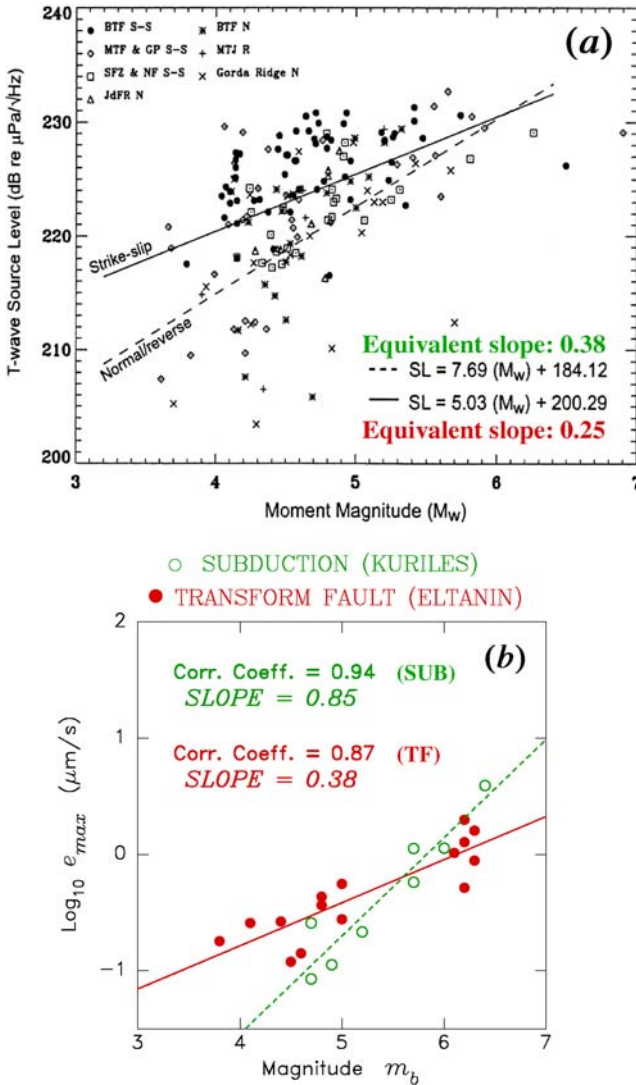 (a)
BTF S-S
BTF N
MTF & GP S-S
MTJ R
SFZ & NF S-S
Gorda Ridge N
JdFR N
T-wave Source Level (dB re µPa/√Hz)
240
230
220
210
200
Strike-slip
Normal/reverse
Equivalent slope: 0.38
SL = 7.69 (Mw) + 184.12
SL = 5.03 (Mw) + 200.29
Equivalent slope: 0.25
3 4 5 6 7
Moment Magnitude (Mw)
SUBDUCTION (KURILES)
TRANSFORM FAULT (ELTANIN)
(b)
Corr. Coeff. = 0.94 (SUB)
SLOPE = 0.85
Corr. Coeff. = 0.87 (TF)
SLOPE = 0.38
Log10 emax (µm/s)
2
1
0
−1
3 4 5 6 7
Magnitude mb